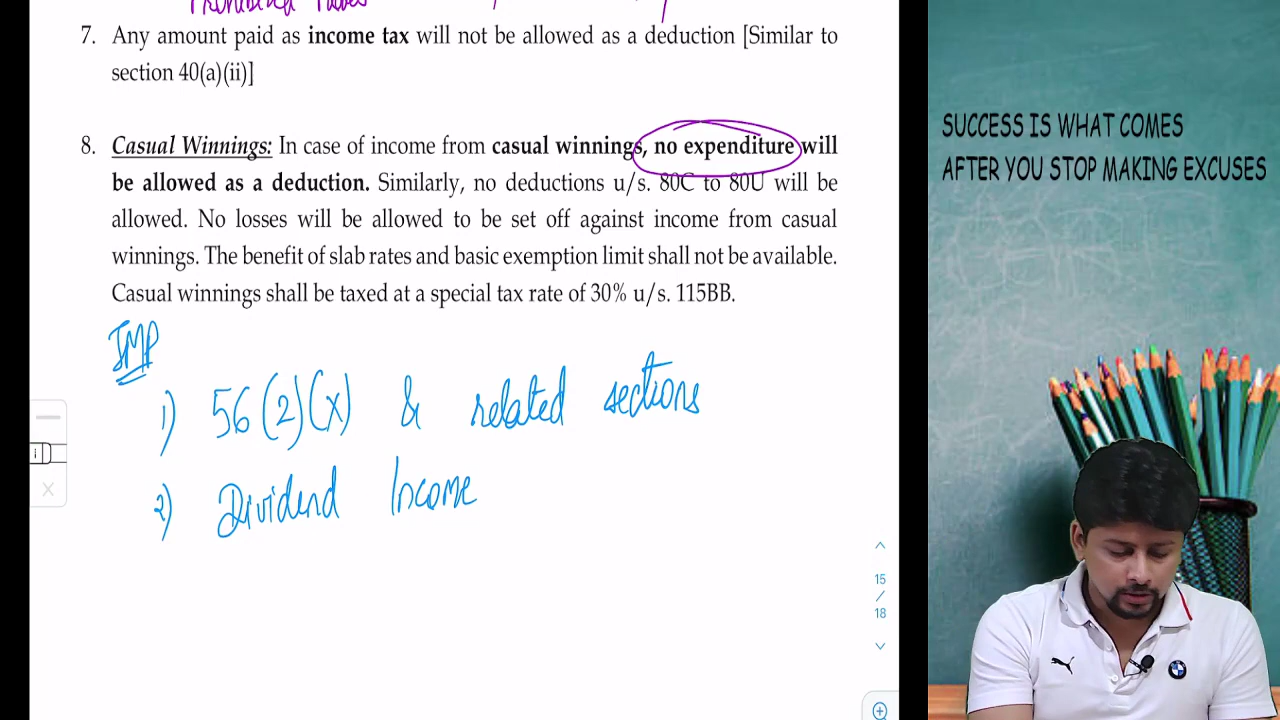 7. Any amount paid as income tax will not be allowed as a deduction [Similar to
section 40(a)(ii)]
8. Casual Winnings: In case of income from casual winnings, no expenditure will
be allowed as a deduction. Similarly, no deductions u/s. 80C to 80U will be
allowed. No losses will be allowed to be set off against income from casual
winnings. The benefit of slab rates and basic exemption limit shall not be available.
Casual winnings shall be taxed at a special tax rate of 30% u/s. 115BB.
IMP
1) 56(2)(x) & related sections
2) Dividend Income
15
/
18
SUCCESS IS WHAT COMES
AFTER YOU STOP MAKING EXCUSES